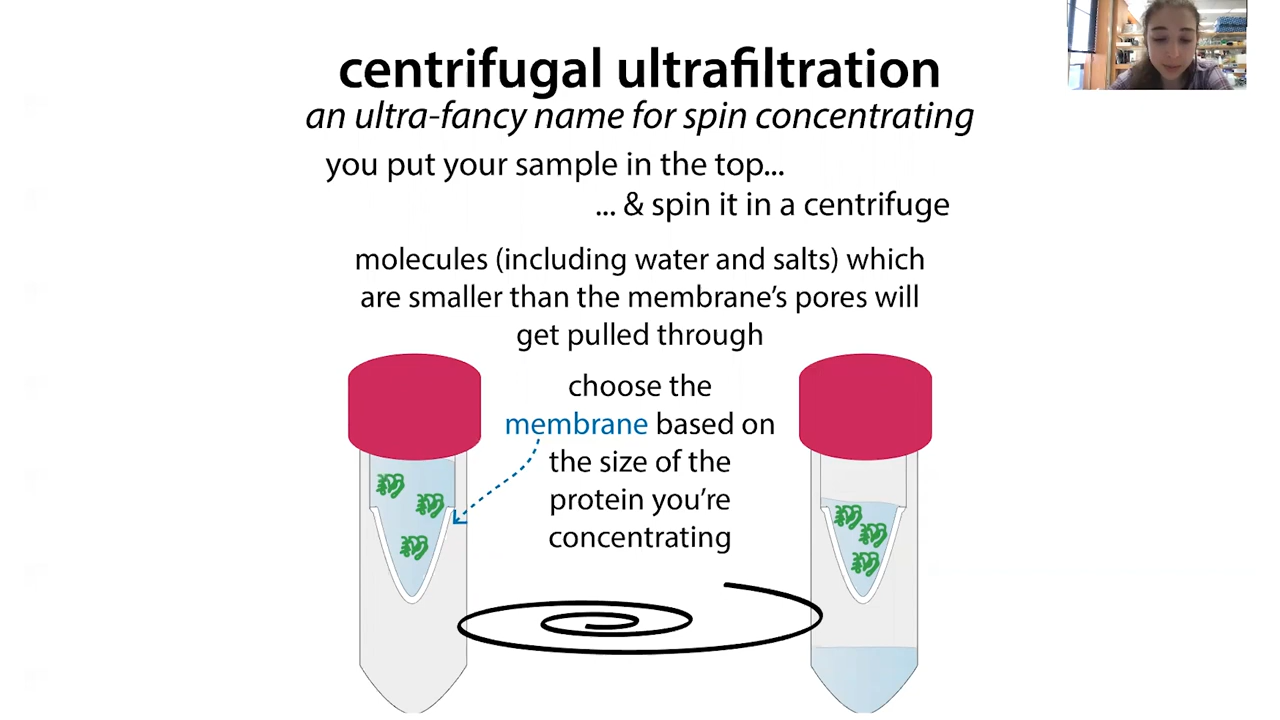 centrifugal ultrafiltration
an ultra-fancy name for spin concentrating
you put your sample in the top...
... & spin it in a centrifuge
molecules (including water and salts) which
are smaller than the membrane's pores will
get pulled through
choose the
membrane based on
the size of the
protein you're
concentrating